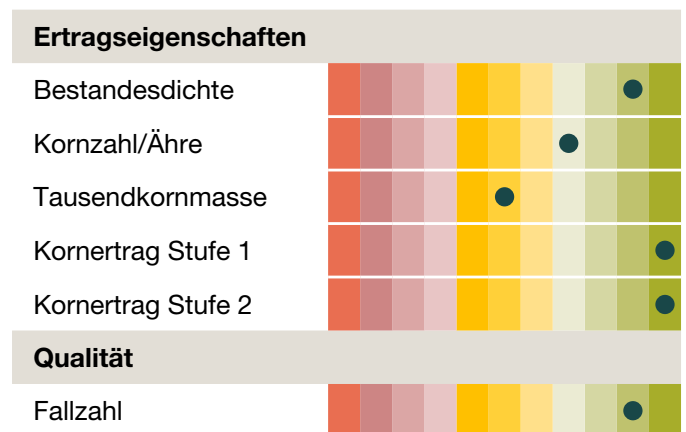 Ertragseigenschaften
Bestandesdichte
Kornzahl/Ähre
Tausendkornmasse
Kornertrag Stufe 1
Kornertrag Stufe 2
Qualität
Fallzahl